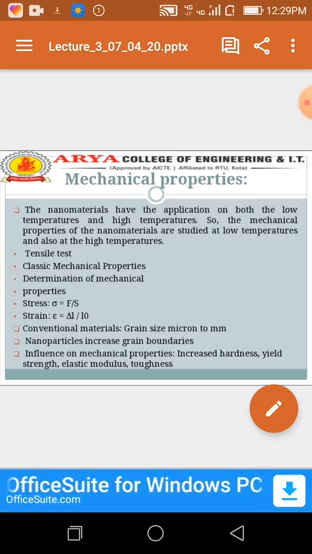 12:29PM
Lecture_3_07_04_20.pptx
ARYA COLLEGE OF ENGINEERING & I.T.
(Approved by AICTE | Affiliated to RTU, Kota)
Mechanical properties:
The nanomaterials have the application on both the low
temperatures and high temperatures. So, the mechanical
properties of the nanomaterials are studied at low temperatures
and also at the high temperatures.
Tensile test
Classic Mechanical Properties
Determination of mechanical
properties
Stress: σ = F/S
Strain: ε = Δl / l0
Conventional materials: Grain size micron to mm
Nanoparticles increase grain boundaries
Influence on mechanical properties: Increased hardness, yield
strength, elastic modulus, toughness
OfficeSuite for Windows PC
OfficeSuite.com